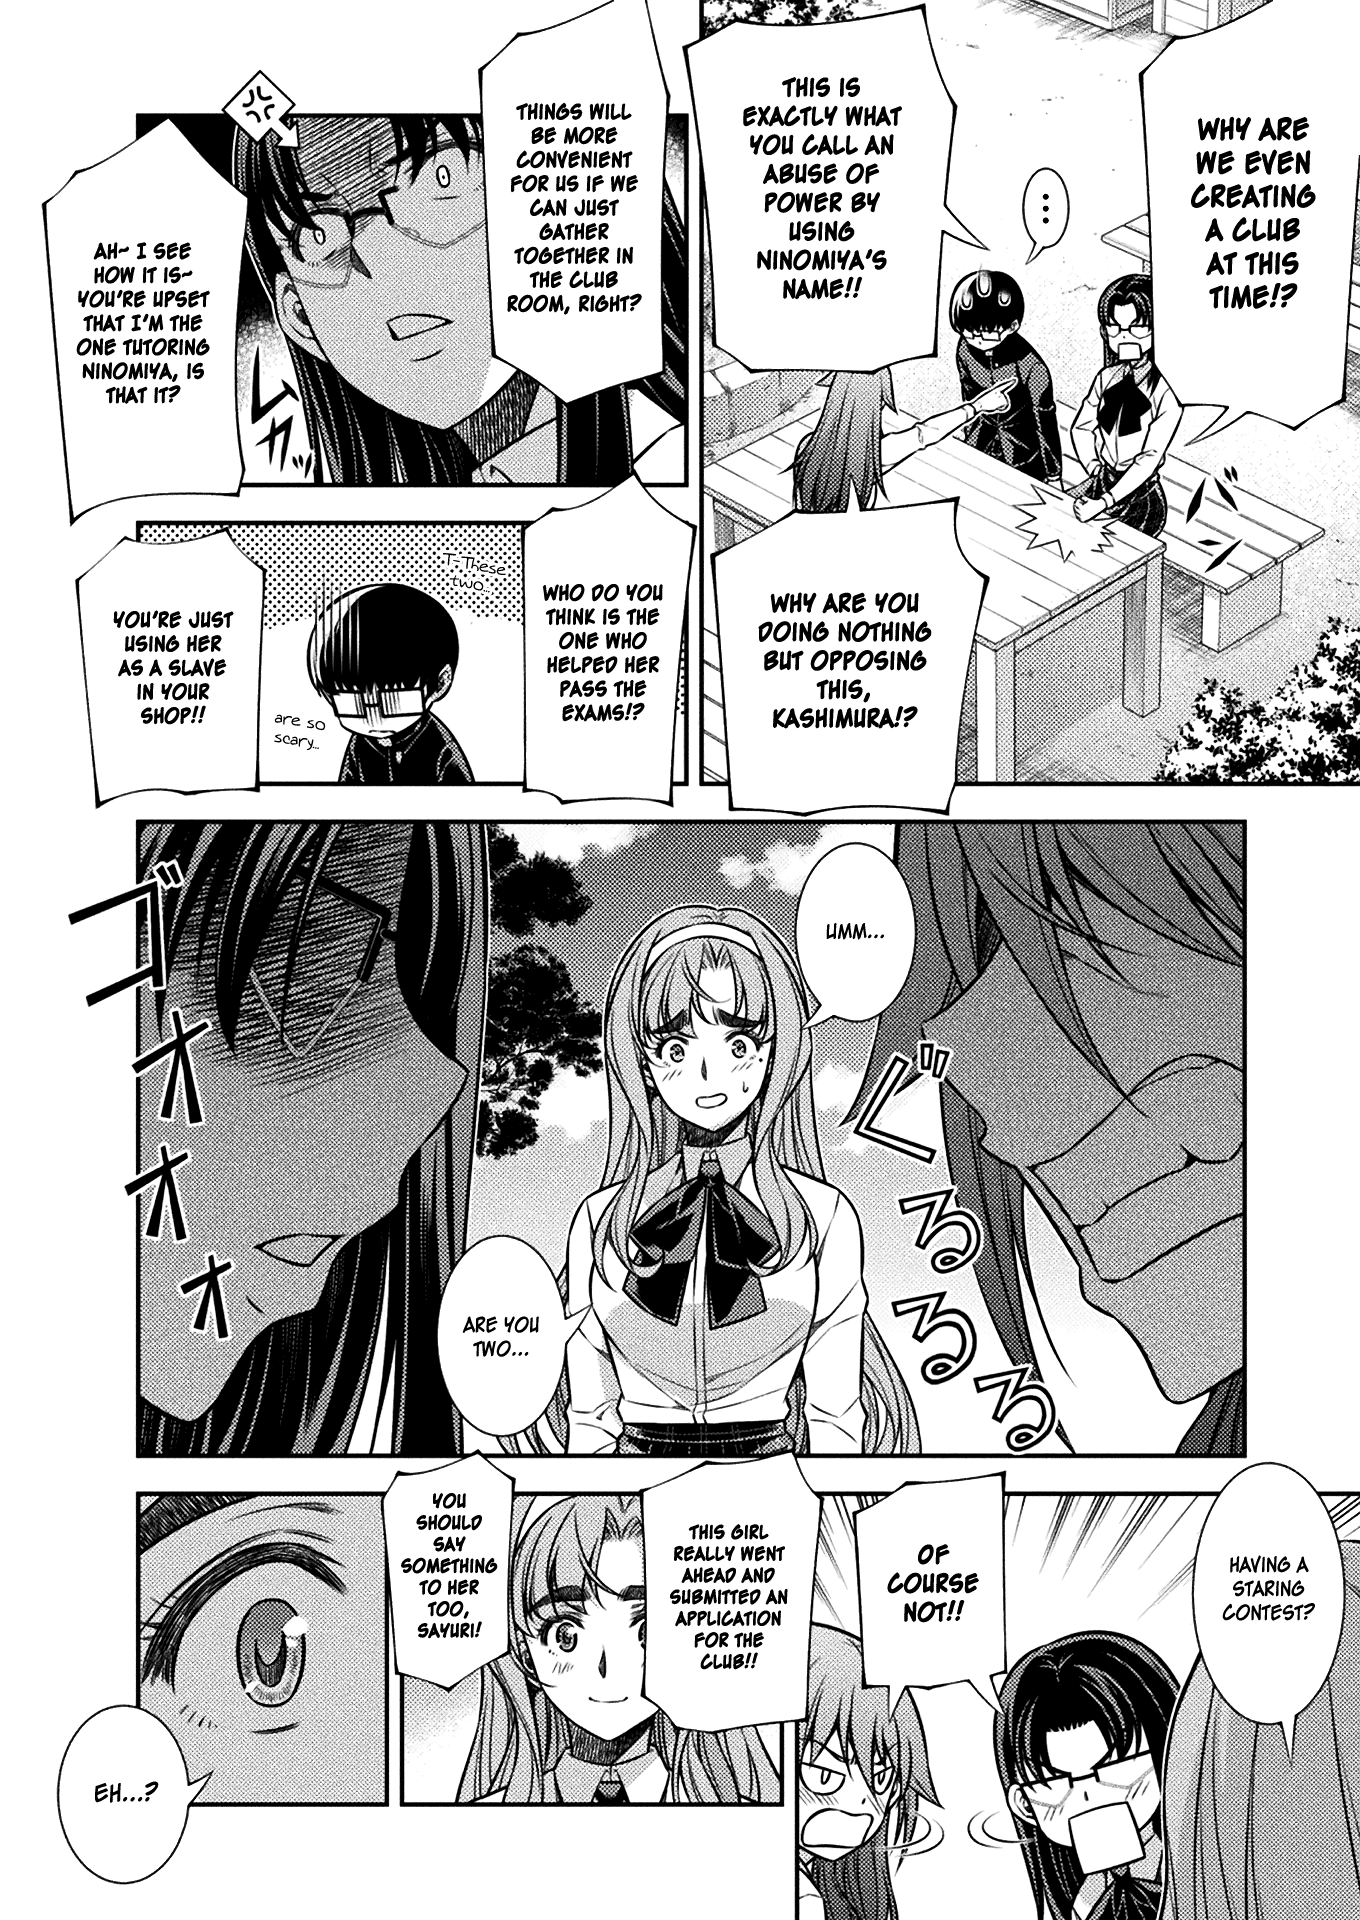 WHY ARE
WE EVEN
CREATING
A CLUB
AT THIS
TIME!?
THIS IS
EXACTLY WHAT
YOU CALL AN
ABUSE OF
POWER BY
USING
NINOMIYA'S
NAME!!
...
WHY ARE YOU
DOING NOTHING
BUT OPPOSING
THIS,
KASHIMURA!?
THINGS WILL
BE MORE
CONVENIENT
FOR US IF WE
CAN JUST
GATHER
TOGETHER IN
THE CLUB
ROOM, RIGHT?
AH~ I SEE
HOW IT IS~
YOU'RE UPSET
THAT I'M THE
ONE TUTORING
NINOMIYA, IS
THAT IT?
WHO DO YOU
THINK IS THE
ONE WHO
HELPED HER
PASS THE
EXAMS!?
T-These
two...
are so
scary...
YOU'RE JUST
USING HER
AS A SLAVE
IN YOUR
SHOP!!
UMM...
ぐるるるるる
ゴオオオオ
ARE YOU
TWO...
HAVING A
STARING
CONTEST?
OF
COURSE
NOT!!
THIS GIRL
REALLY WENT
AHEAD AND
SUBMITTED AN
APPLICATION
FOR THE
CLUB!!
YOU
SHOULD
SAY
SOMETHING
TO HER
TOO,
SAYURI!
EH...?